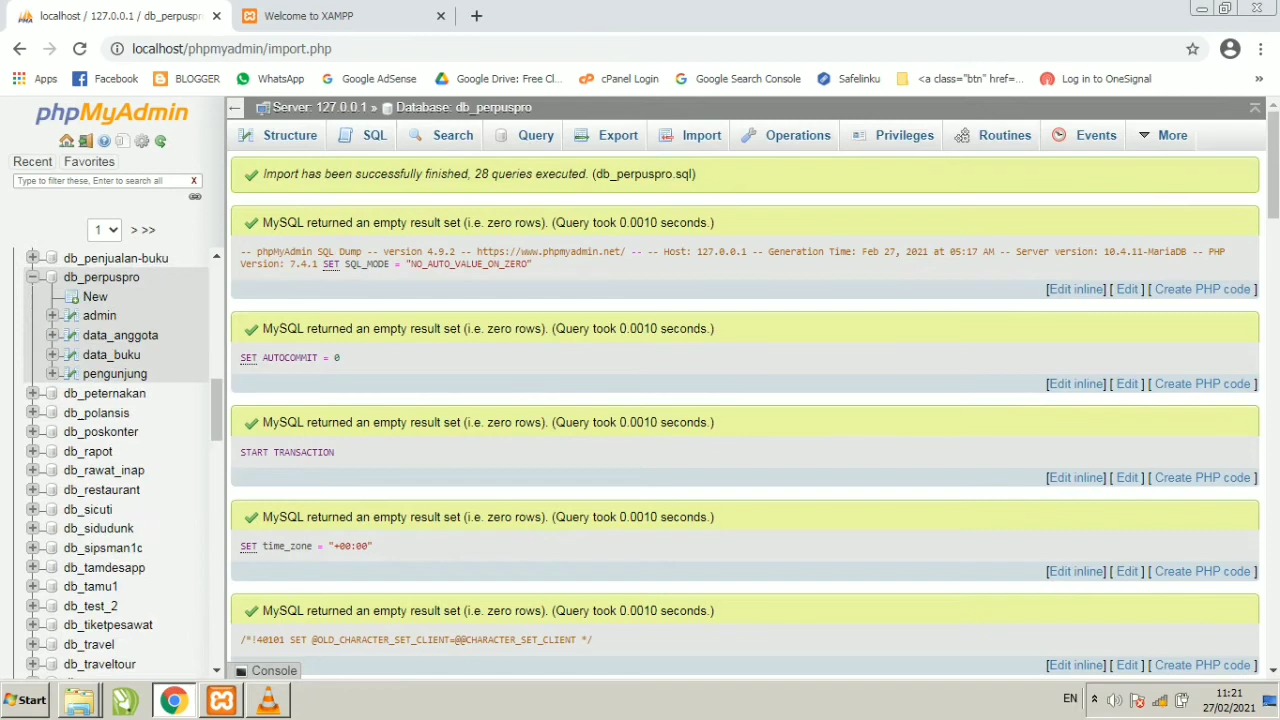 localhost / 127.0.0.1 / db_perpuspr
Welcome to XAMPP
localhost/phpmyadmin/import.php
Apps
Facebook
BLOGGER
WhatsApp
Google AdSense
Google Drive: Free Cl...
cPanel Login
Google Search Console
Safelinku
<a class="btn" href=...
Log in to OneSignal
»
phpMyAdmin
Recent
Favorites
Type to filter these, Enter to search all
X
1
> >>
db_penjualan-buku
db_perpuspro
New
admin
data_anggota
data_buku
pengunjung
db_peternakan
db_polansis
db_poskonter
db_rapot
db_rawat_inap
db_restaurant
db_sicuti
db_sidudunk
db_sipsman1c
db_tamdesapp
db_tamu1
db_test_2
db_tiketpesawat
db_travel
db_traveltour
Server: 127.0.0.1 » Database: db_perpuspro
Structure
SQL
Search
Query
Export
Import
Operations
Privileges
Routines
Events
More
Import has been successfully finished, 28 queries executed. (db_perpuspro.sql)
MySQL returned an empty result set (i.e. zero rows). (Query took 0.0010 seconds.)
-- phpMyAdmin SQL Dump -- version 4.9.2 -- https://www.phpmyadmin.net/ -- -- Host: 127.0.0.1 -- Generation Time: Feb 27, 2021 at 05:17 AM -- Server version: 10.4.11-MariaDB -- PHP
Version: 7.4.1 SET SQL_MODE = "NO_AUTO_VALUE_ON_ZERO"
[Edit inline] [ Edit ] [ Create PHP code ]
MySQL returned an empty result set (i.e. zero rows). (Query took 0.0010 seconds.)
SET AUTOCOMMIT = 0
[Edit inline] [ Edit ] [ Create PHP code ]
MySQL returned an empty result set (i.e. zero rows). (Query took 0.0010 seconds.)
START TRANSACTION
[Edit inline] [ Edit ] [ Create PHP code ]
MySQL returned an empty result set (i.e. zero rows). (Query took 0.0010 seconds.)
SET time_zone = "+00:00"
[Edit inline] [ Edit ] [ Create PHP code ]
MySQL returned an empty result set (i.e. zero rows). (Query took 0.0010 seconds.)
/*!40101 SET @OLD_CHARACTER_SET_CLIENT=@@CHARACTER_SET_CLIENT */
[Edit inline] [ Edit ] [ Create PHP code ]
Console
Start
EN
11:21
27/02/2021